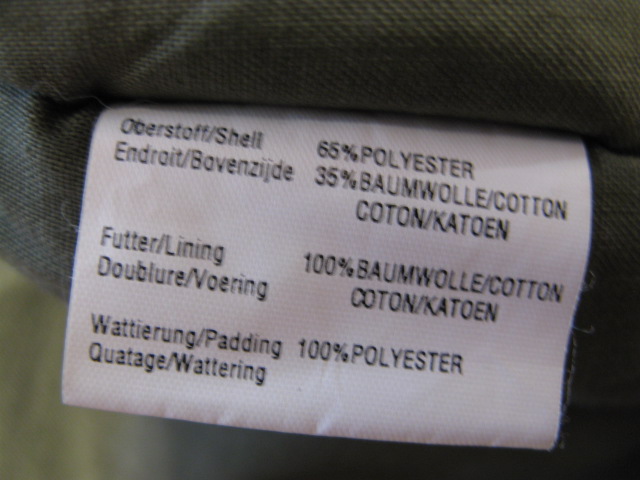 Oberstoff/Shell 65%POLYESTER
Endroit/Bovenzijde 35%BAUMWOLLE/COTTON
COTON/KATOEN
Futter/Lining 100%BAUMWOLLE/COTTON
Doublure/Voering COTON/KATOEN
Wattierung/Padding 100%POLYESTER
Quatage/Wattering